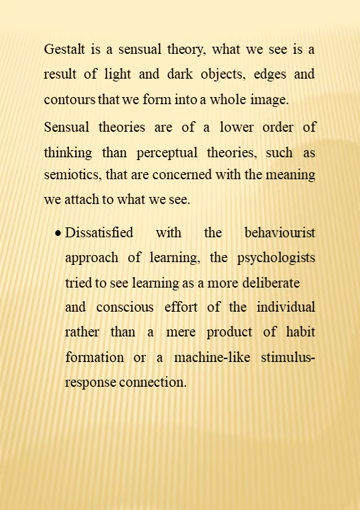 Gestalt is a sensual theory, what we see is a
result of light and dark objects, edges and
contours that we form into a whole image.
Sensual theories are of a lower order of
thinking than perceptual theories, such as
semiotics, that are concerned with the meaning
we attach to what we see.
• Dissatisfied with the behaviourist
approach of learning, the psychologists
tried to see learning as a more deliberate
and conscious effort of the individual
rather than a mere product of habit
formation or a machine-like stimulus-
response connection.